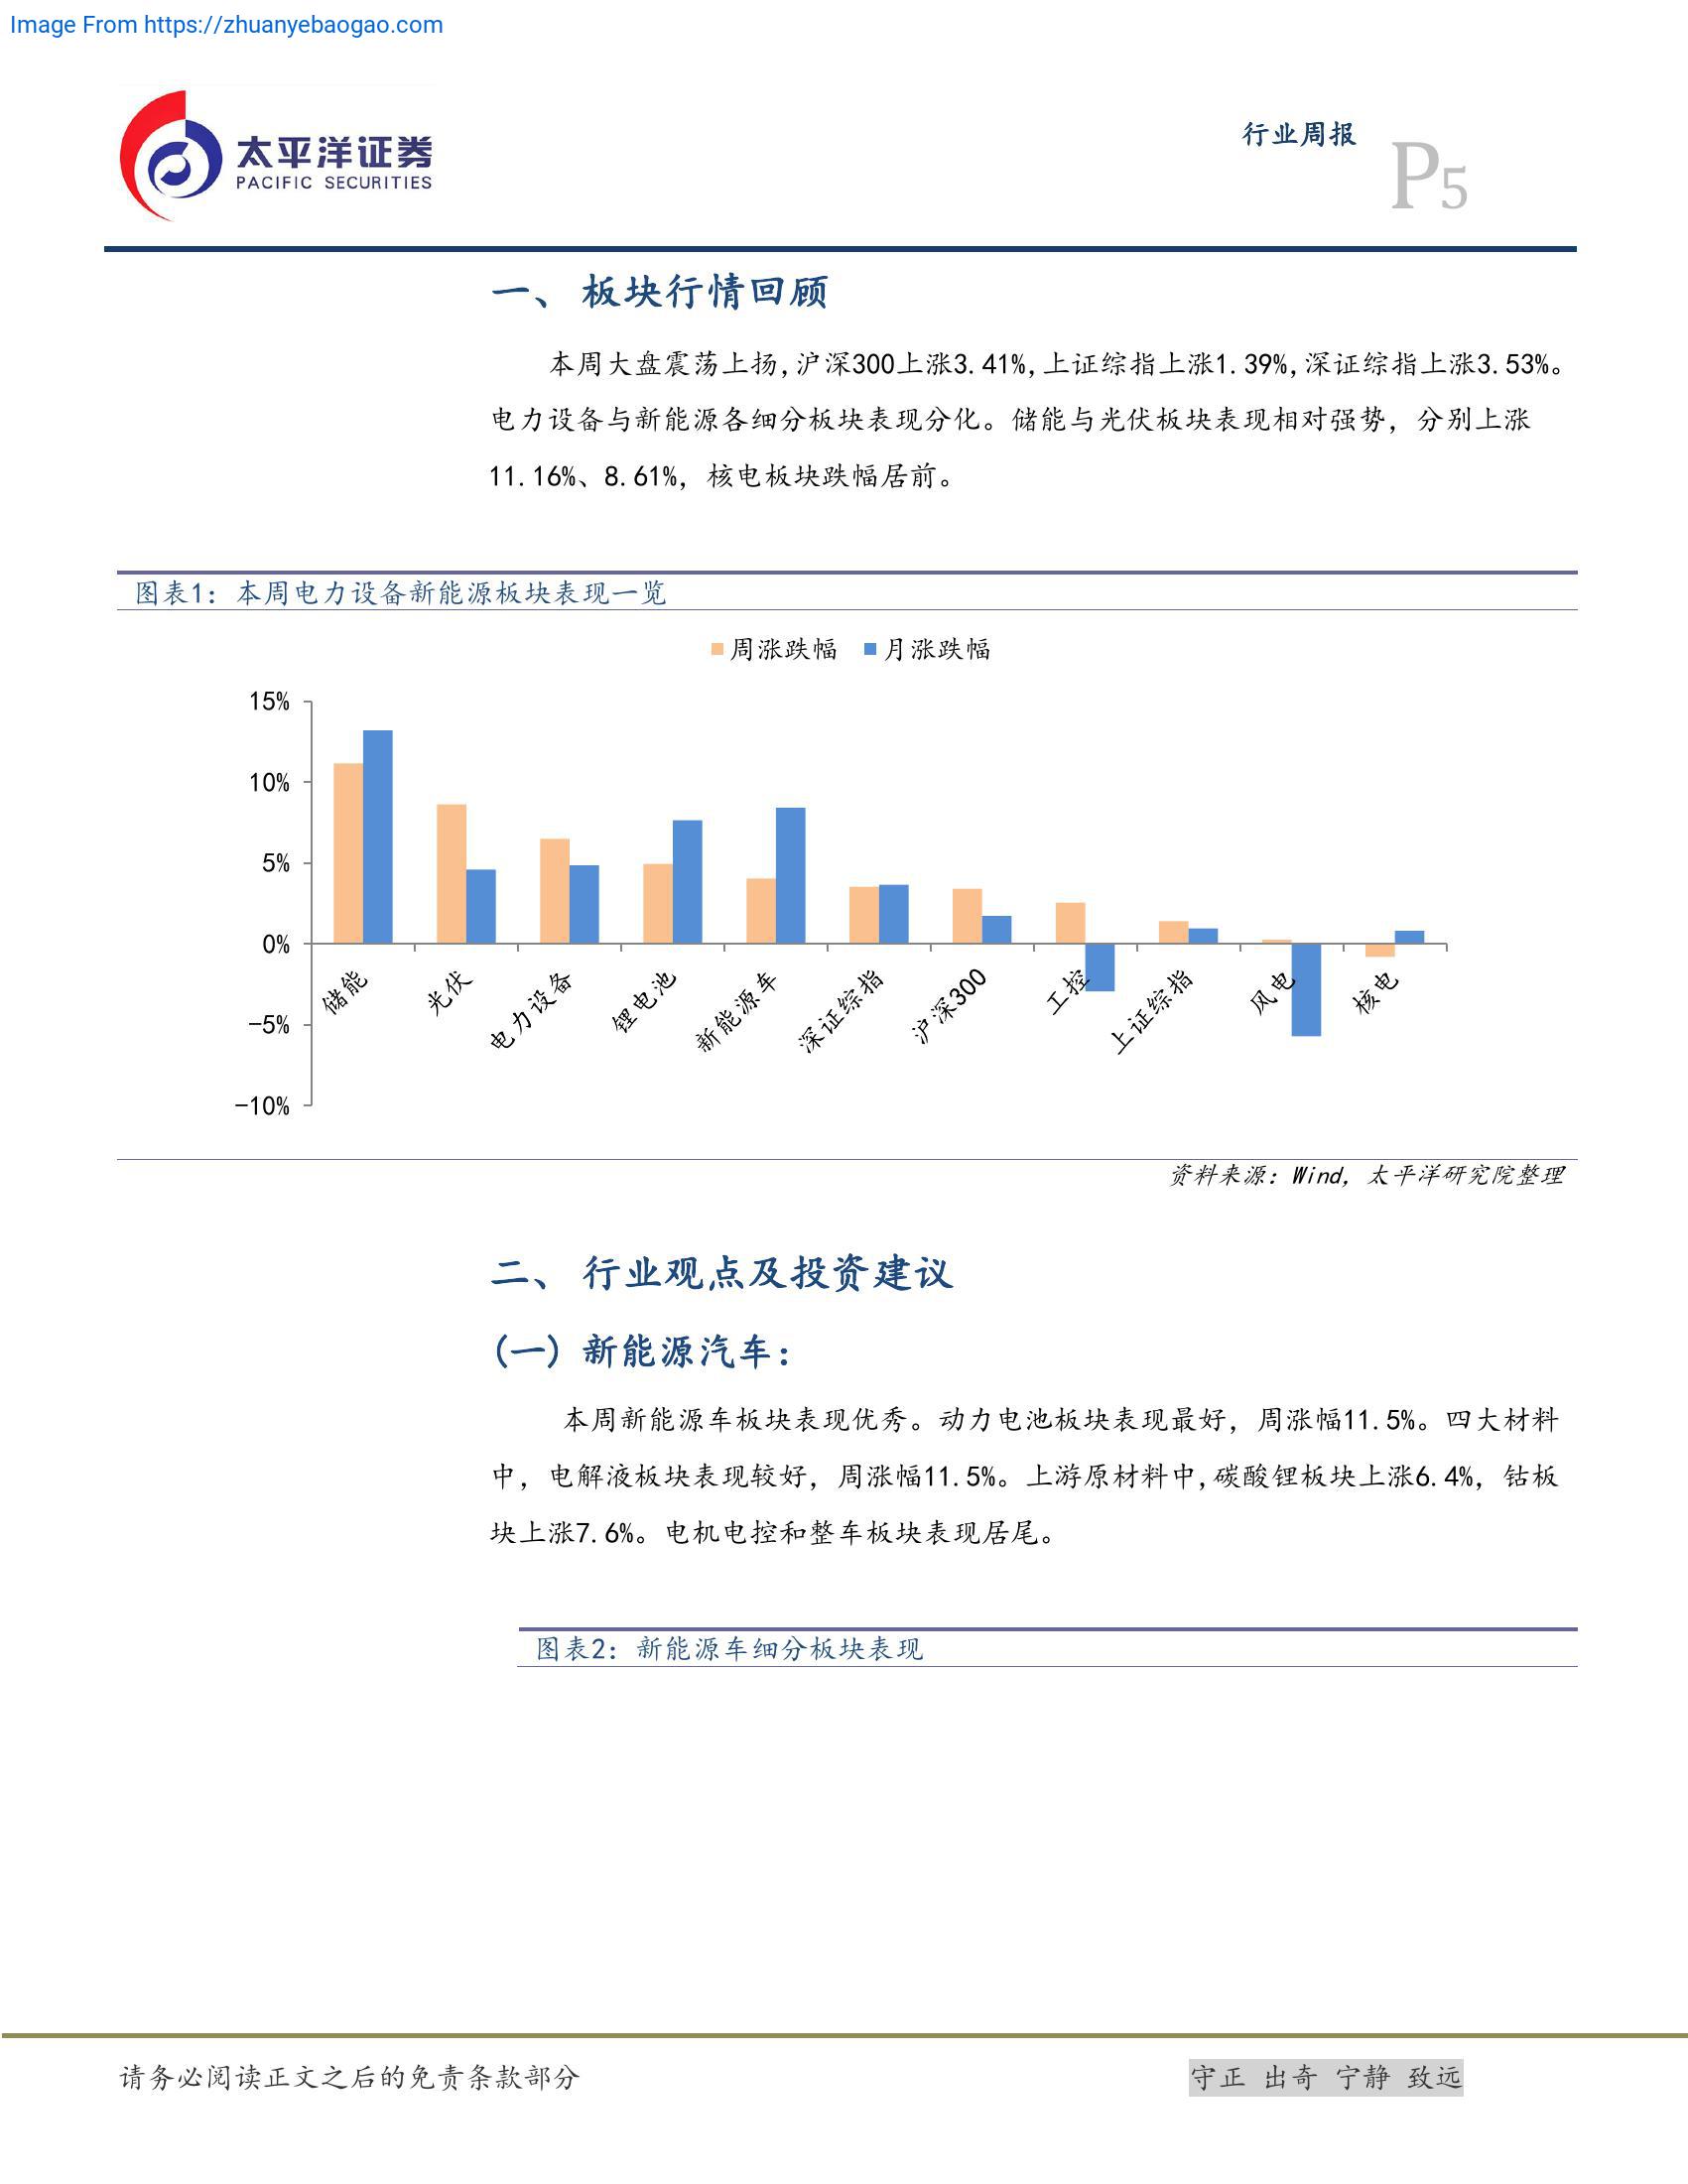 Image From https://zhuanyebaogao.com
太平洋证券
PACIFIC SECURITIES
行业周报
P5
一、 板块行情回顾
本周大盘震荡上扬,沪深300上涨3.41%,上证综指上涨1.39%,深证综指上涨3.53%。
电力设备与新能源各细分板块表现分化。储能与光伏板块表现相对强势，分别上涨
11.16%、8.61%，核电板块跌幅居前。
图表1：本周电力设备新能源板块表现一览
周涨跌幅 月涨跌幅
15%
10%
5%
0%
-5%
-10%
储能
光伏
电力设备
锂电池
新能源车
深证综指
沪深300
工控
上证综指
风电
核电
资料来源：Wind，太平洋研究院整理
二、 行业观点及投资建议
(一) 新能源汽车：
本周新能源车板块表现优秀。动力电池板块表现最好，周涨幅11.5%。四大材料
中，电解液板块表现较好，周涨幅11.5%。上游原材料中,碳酸锂板块上涨6.4%，钴板
块上涨7.6%。电机电控和整车板块表现居尾。
图表2：新能源车细分板块表现
请务必阅读正文之后的免责条款部分
守正 出奇 宁静 致远